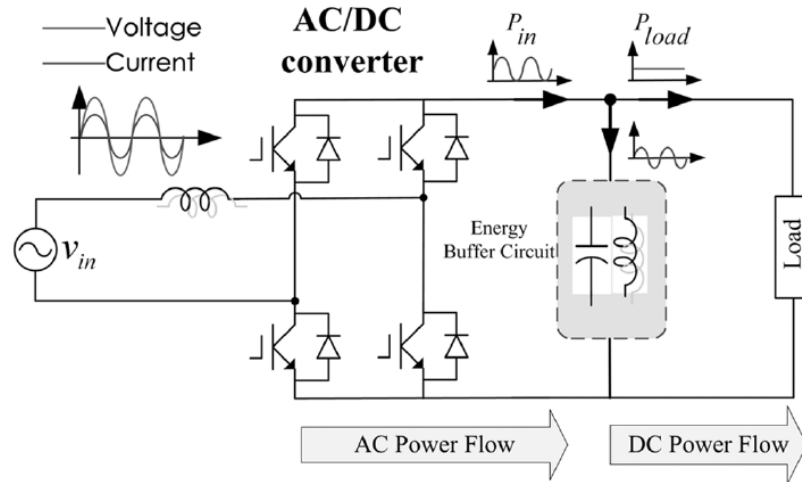 Voltage
Current
AC/DC
converter
P_in
P_load
v_in
Energy
Buffer Circuit
Load
AC Power Flow
DC Power Flow